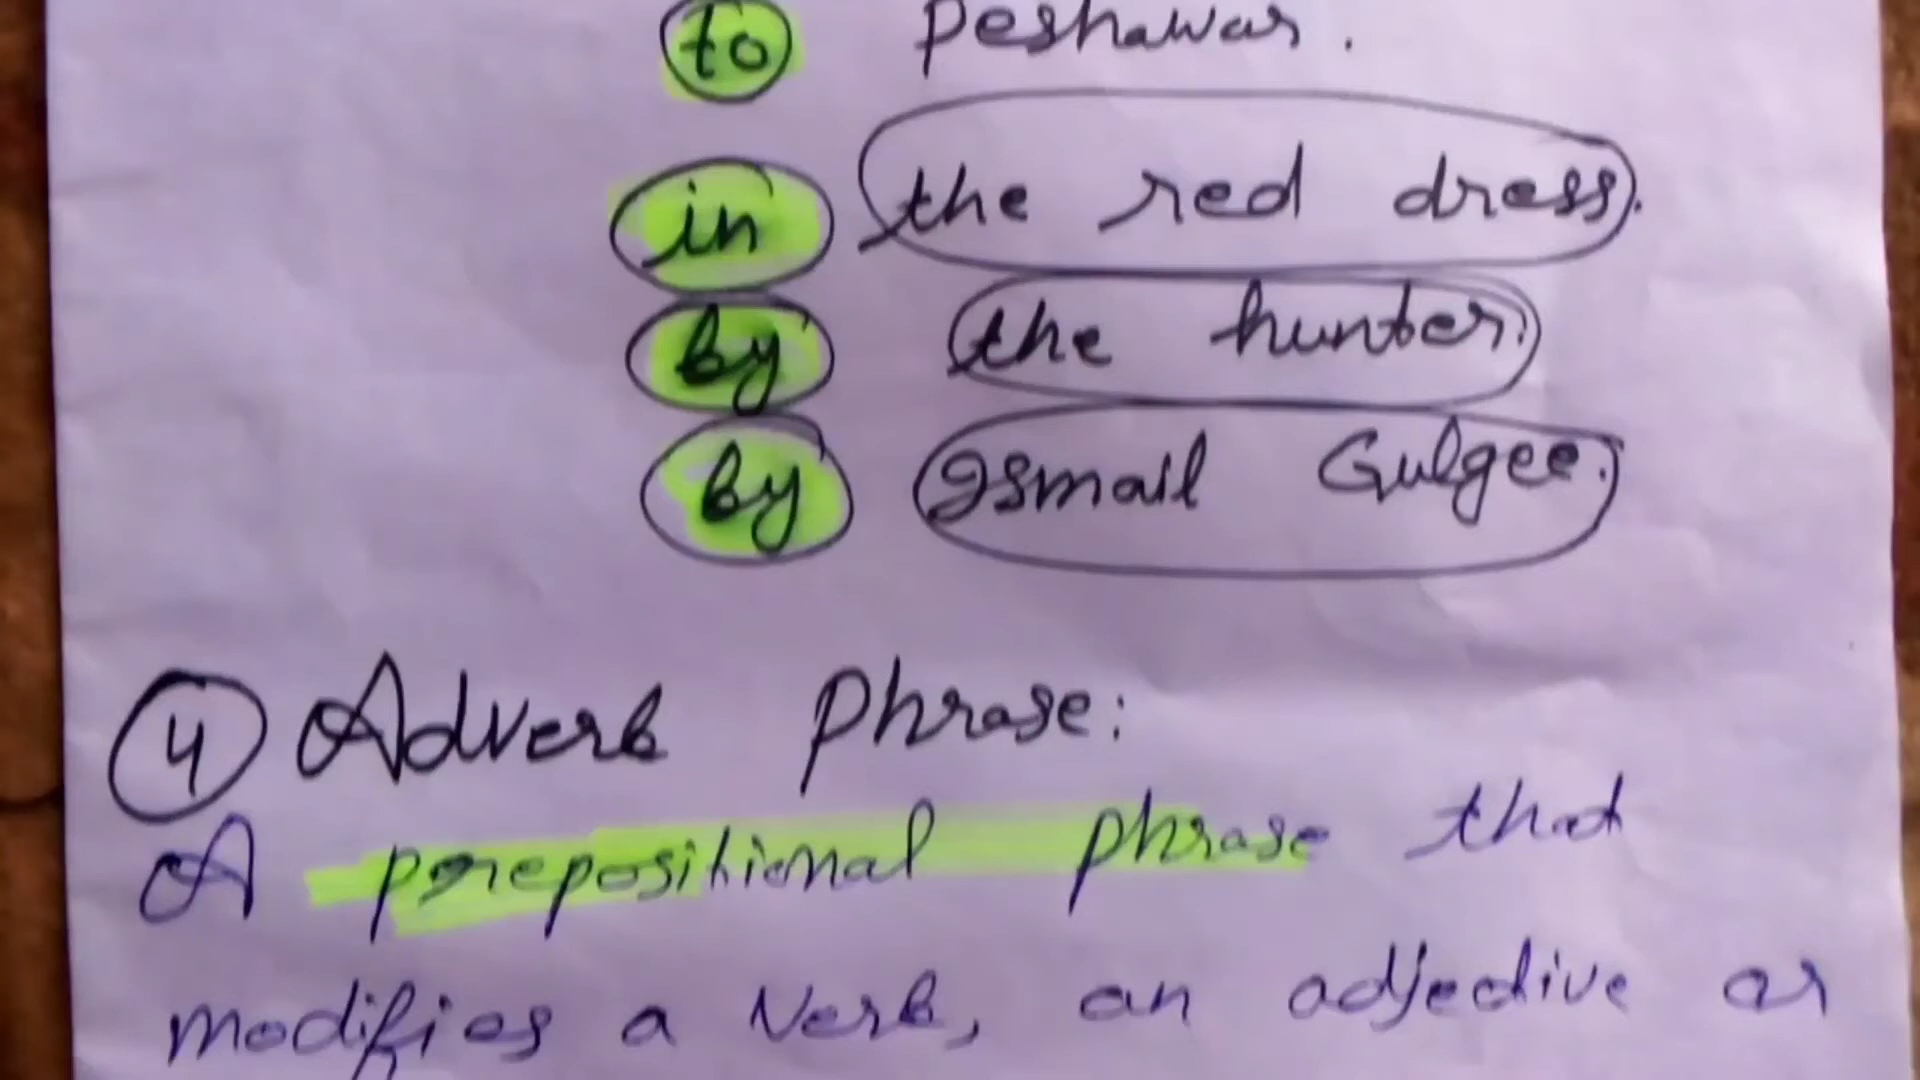 to Peshawar.
in the red dress.
by the hunter.
by Ismail Gulgee.
4 Adverb Phrase:
A prepositional phrase that
modifies a verb, an adjective or